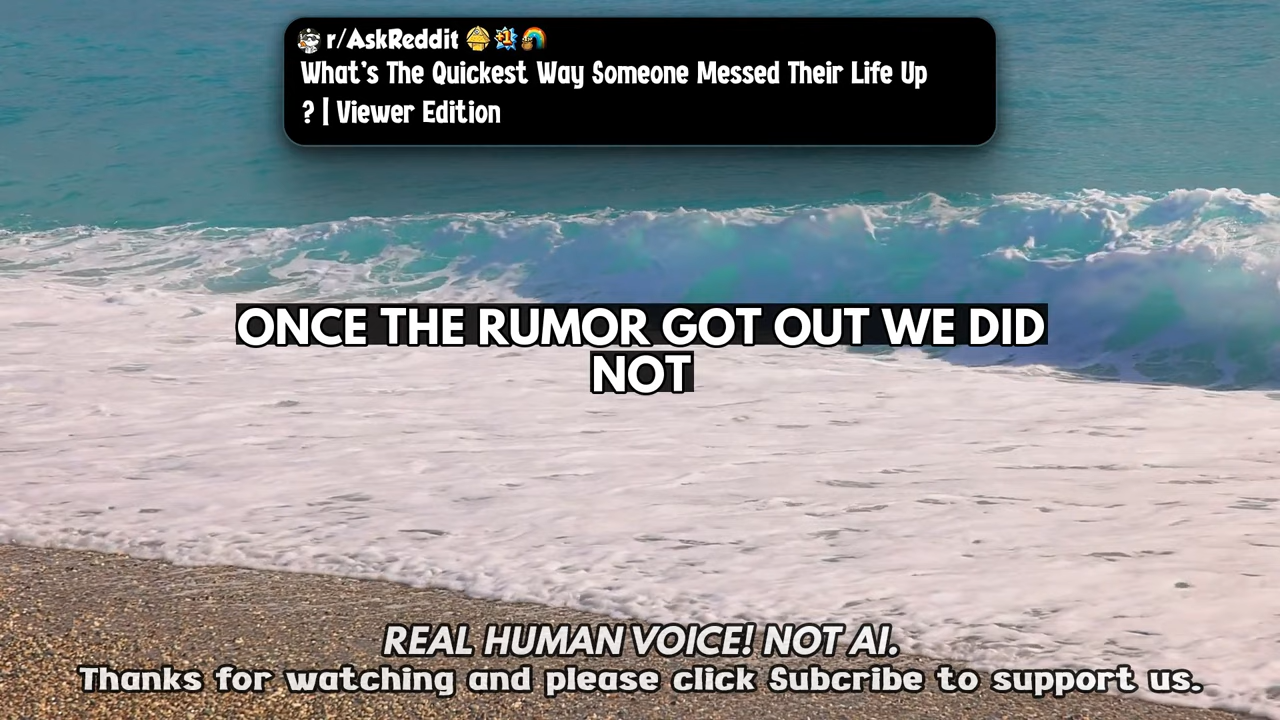 r/AskReddit
What's The Quickest Way Someone Messed Their Life Up
? | Viewer Edition
ONCE THE RUMOR GOT OUT WE DID
NOT
REAL HUMAN VOICE! NOT AI.
Thanks for watching and please click Subcribe to support us.